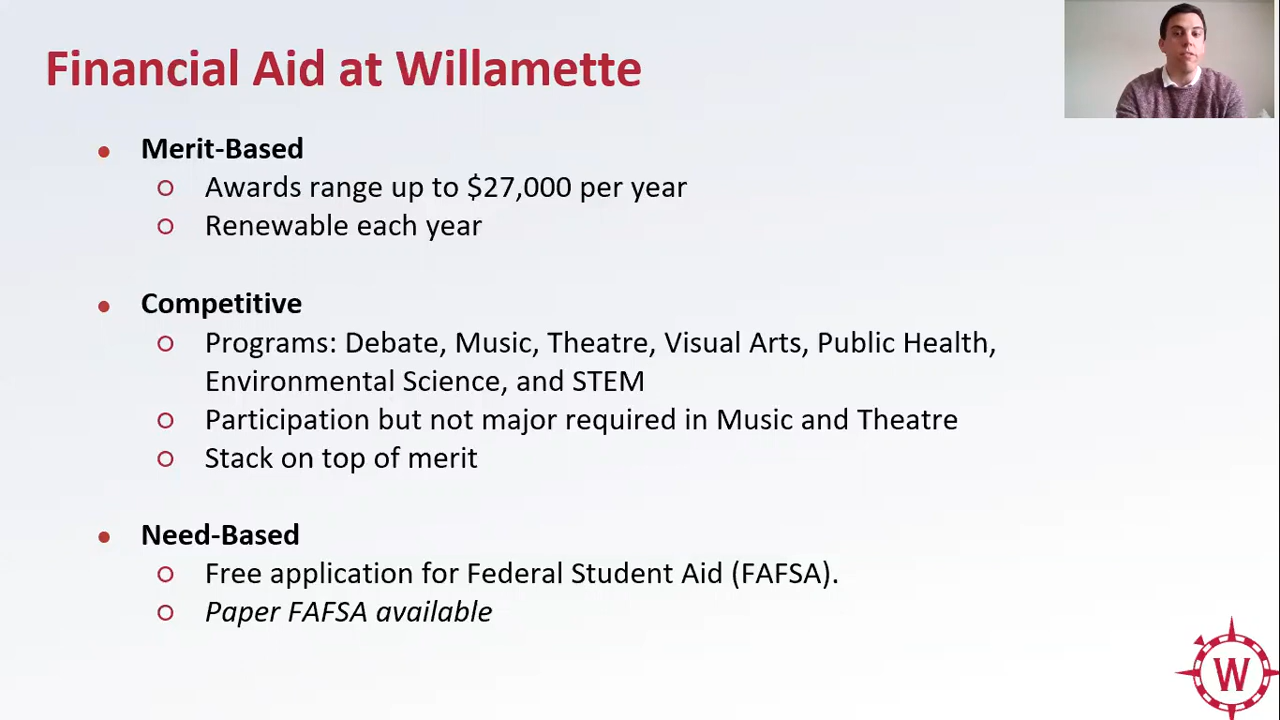 Financial Aid at Willamette
Merit-Based
Awards range up to $27,000 per year
Renewable each year
Competitive
Programs: Debate, Music, Theatre, Visual Arts, Public Health,
Environmental Science, and STEM
Participation but not major required in Music and Theatre
Stack on top of merit
Need-Based
Free application for Federal Student Aid (FAFSA).
Paper FAFSA available
W